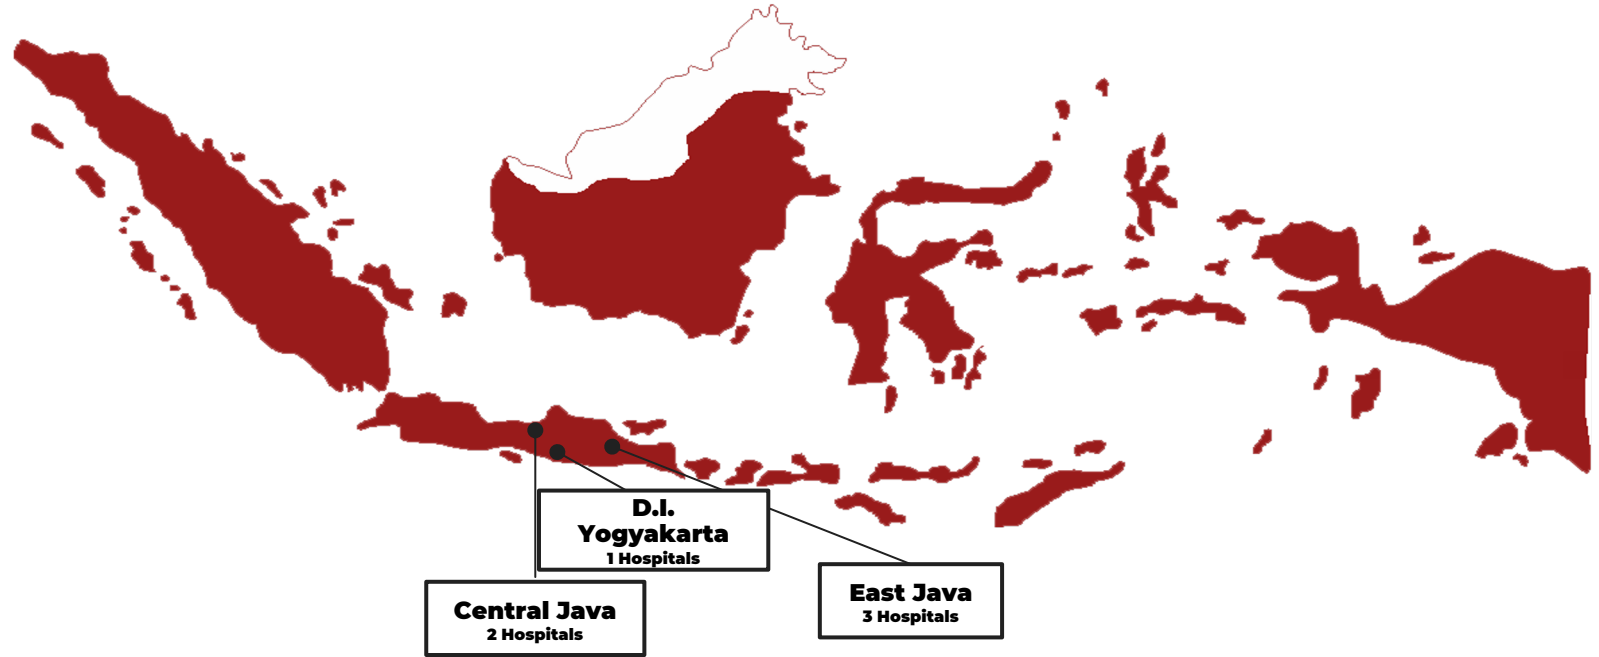 D.I.
Yogyakarta
1 Hospitals
Central Java
2 Hospitals
East Java
3 Hospitals